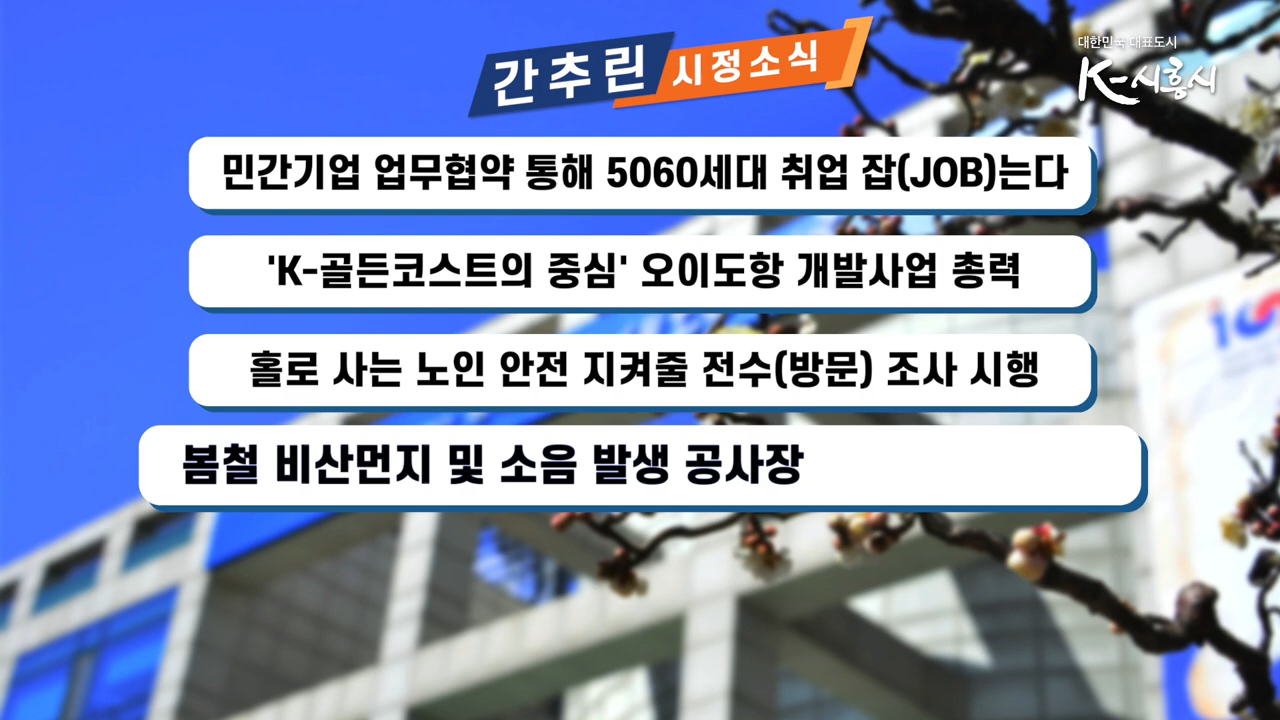 간추린 시정소식
대한민국 대표도시
K-시흥시
민간기업 업무협약 통해 5060세대 취업 잡(JOB)는다
'K-골든코스트의 중심' 오이도항 개발사업 총력
홀로 사는 노인 안전 지켜줄 전수(방문) 조사 시행
봄철 비산먼지 및 소음 발생 공사장